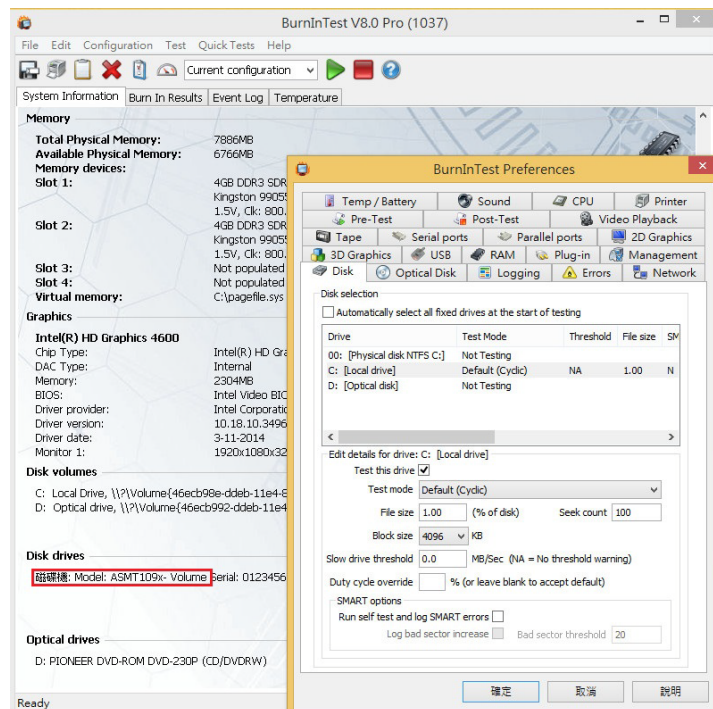 BurnInTest V8.0 Pro (1037)
File Edit Configuration Test Quick Tests Help
Current configuration
System Information Burn In Results Event Log Temperature
Memory
Total Physical Memory: 7886MB
Available Physical Memory: 6766MB
Memory devices:
Slot 1: 4GB DDR3 SDR
Kingston 9905
1.5V, Clk: 800.
Slot 2: 4GB DDR3 SDR
Kingston 9905
1.5V, Clk: 800.
Slot 3: Not populated
Slot 4: Not populated
Virtual memory: C:\pagefile.sys
Graphics
Intel(R) HD Graphics 4600
Chip Type: Intel(R) HD Gra
DAC Type: Internal
Memory: 2304MB
BIOS: Intel Video BIO
Driver provider: Intel Corporatio
Driver version: 10.18.10.3496
Driver date: 3-11-2014
Monitor 1: 1920x1080x32
Disk volumes
C: Local Drive, \\?\Volume{46ecb98e-ddeb-11e4-8
D: Optical drive, \\?\Volume{46ecb992-ddeb-11e4
Disk drives
磁碟機: Model: ASMT109x- Volume Serial: 0123456
Optical drives
D: PIONEER DVD-ROM DVD-230P (CD/DVDRW)
Ready
BurnInTest Preferences
Temp / Battery Sound CPU Printer
Pre-Test Post-Test Video Playback
Tape Serial ports Parallel ports 2D Graphics
3D Graphics USB RAM Plug-in Management
Disk Optical Disk Logging Errors Network
Disk selection
Automatically select all fixed drives at the start of testing
Drive Test Mode Threshold File size SM
00: [Physical disk NTFS C:] Not Testing
C: [Local drive] Default (Cyclic) NA 1.00 N
D: [Optical disk] Not Testing
Edit details for drive: C: [Local drive]
Test this drive
Test mode Default (Cyclic)
File size 1.00 (% of disk) Seek count 100
Block size 4096 KB
Slow drive threshold 0.0 MB/Sec (NA = No threshold warning)
Duty cycle override % (or leave blank to accept default)
SMART options
Run self test and log SMART errors
Log bad sector increase Bad sector threshold 20
確定 取消 說明